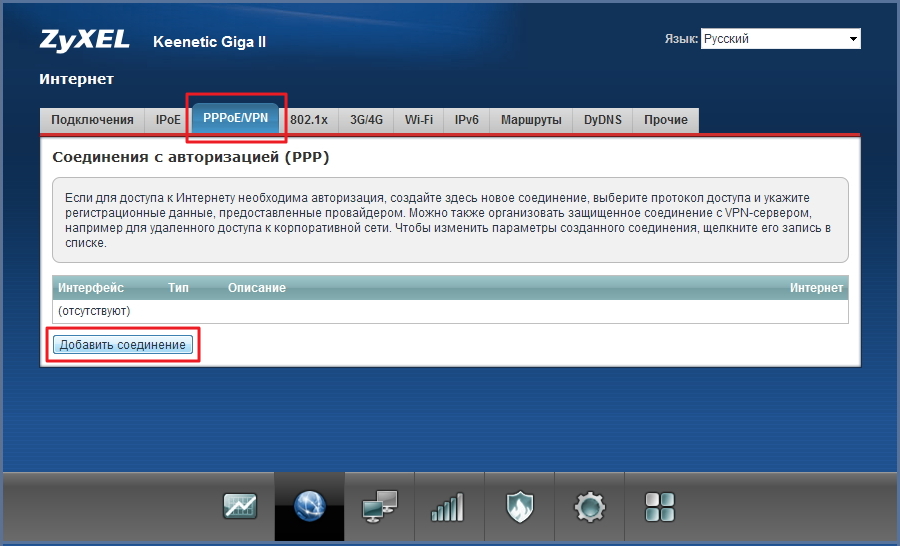 ZyXEL Keenetic Giga II
Язык: Русский
Интернет
Подключения IPoE PPPoE/VPN 802.1x 3G/4G Wi-Fi IPv6 Маршруты DyDNS Прочие
Соединения с авторизацией (PPP)
Если для доступа к Интернету необходима авторизация, создайте здесь новое соединение, выберите протокол доступа и укажите
регистрационные данные, предоставленные провайдером. Можно также организовать защищенное соединение с VPN-сервером,
например для удаленного доступа к корпоративной сети. Чтобы изменить параметры созданного соединения, щелкните его запись в
списке.
Интерфейс Тип Описание Интернет
(отсутствуют)
Добавить соединение